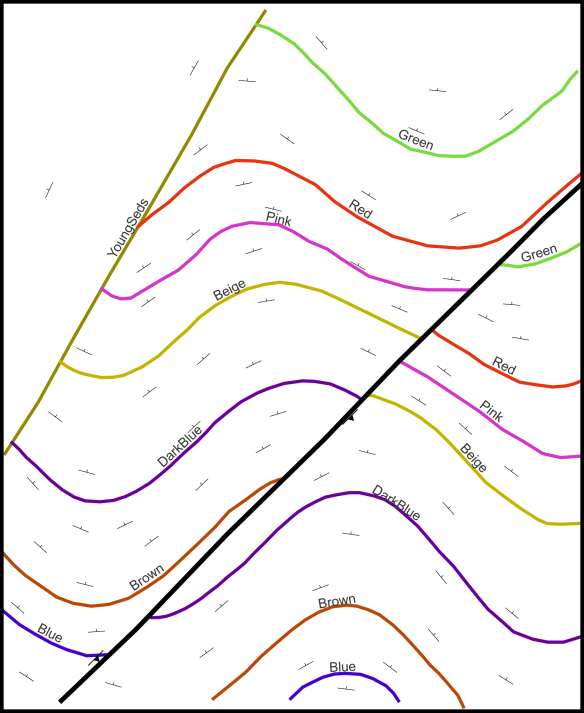 Green
YoungSeds
Red
Pink
Green
Beige
Red
Pink
DarkBlue
Beige
DarkBlue
Brown
Brown
Blue
Blue